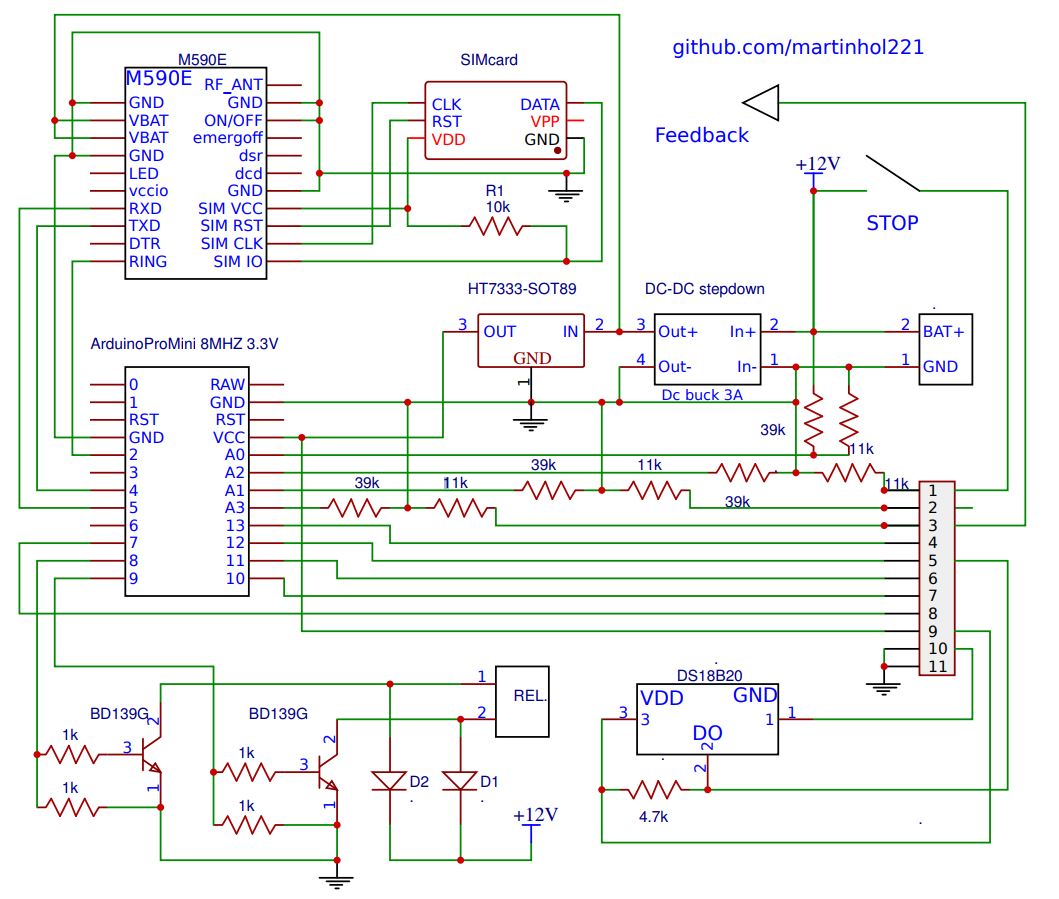 github.com/martinhol221
M590E
SIMcard
M590E
RF_ANT
GND
GND
VBAT
ON/OFF
VBAT
emergoff
GND
dsr
LED
dcd
vccio
GND
RXD
SIM VCC
TXD
SIM RST
DTR
SIM CLK
RING
SIM IO
CLK
DATA
RST
VPP
VDD
GND
Feedback
+12V
STOP
R1
10k
HT7333-SOT89
DC-DC stepdown
3
OUT
IN
2
GND
1
3
Out+
In+
2
4
Out-
In-
1
Dc buck 3A
2
BAT+
1
GND
ArduinoProMini 8MHZ 3.3V
0
RAW
1
GND
RST
RST
GND
VCC
2
A0
3
A2
4
A1
5
A3
6
13
7
12
8
11
9
10
39k
11k
39k
11k
11k
39k
11k
39k
1
2
3
4
5
6
7
8
9
10
11
BD139G
2
1k
3
1k
1
BD139G
2
1k
3
1k
1
1
REL.
2
D2
D1
+12V
DS18B20
VDD
GND
3
3
1
1
DO
2
2
4.7k